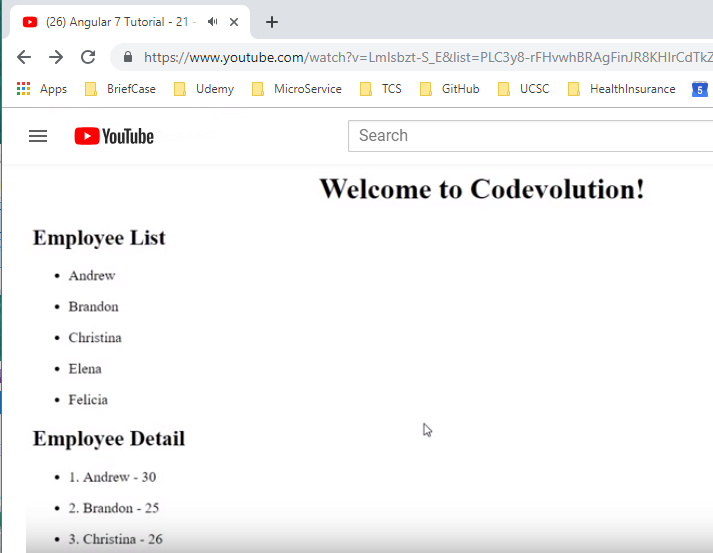 (26) Angular 7 Tutorial - 21 -
https://www.youtube.com/watch?v=Lmlsbzt-S_E&list=PLC3y8-rFHvwhBRAgFinJR8KHIrCdTkZ
Apps BriefCase Udemy MicroService TCS GitHub UCSC HealthInsurance 5
YouTube Search
Welcome to Codevolution!
Employee List
• Andrew
• Brandon
• Christina
• Elena
• Felicia
Employee Detail
• 1. Andrew - 30
• 2. Brandon - 25
• 3. Christina - 26